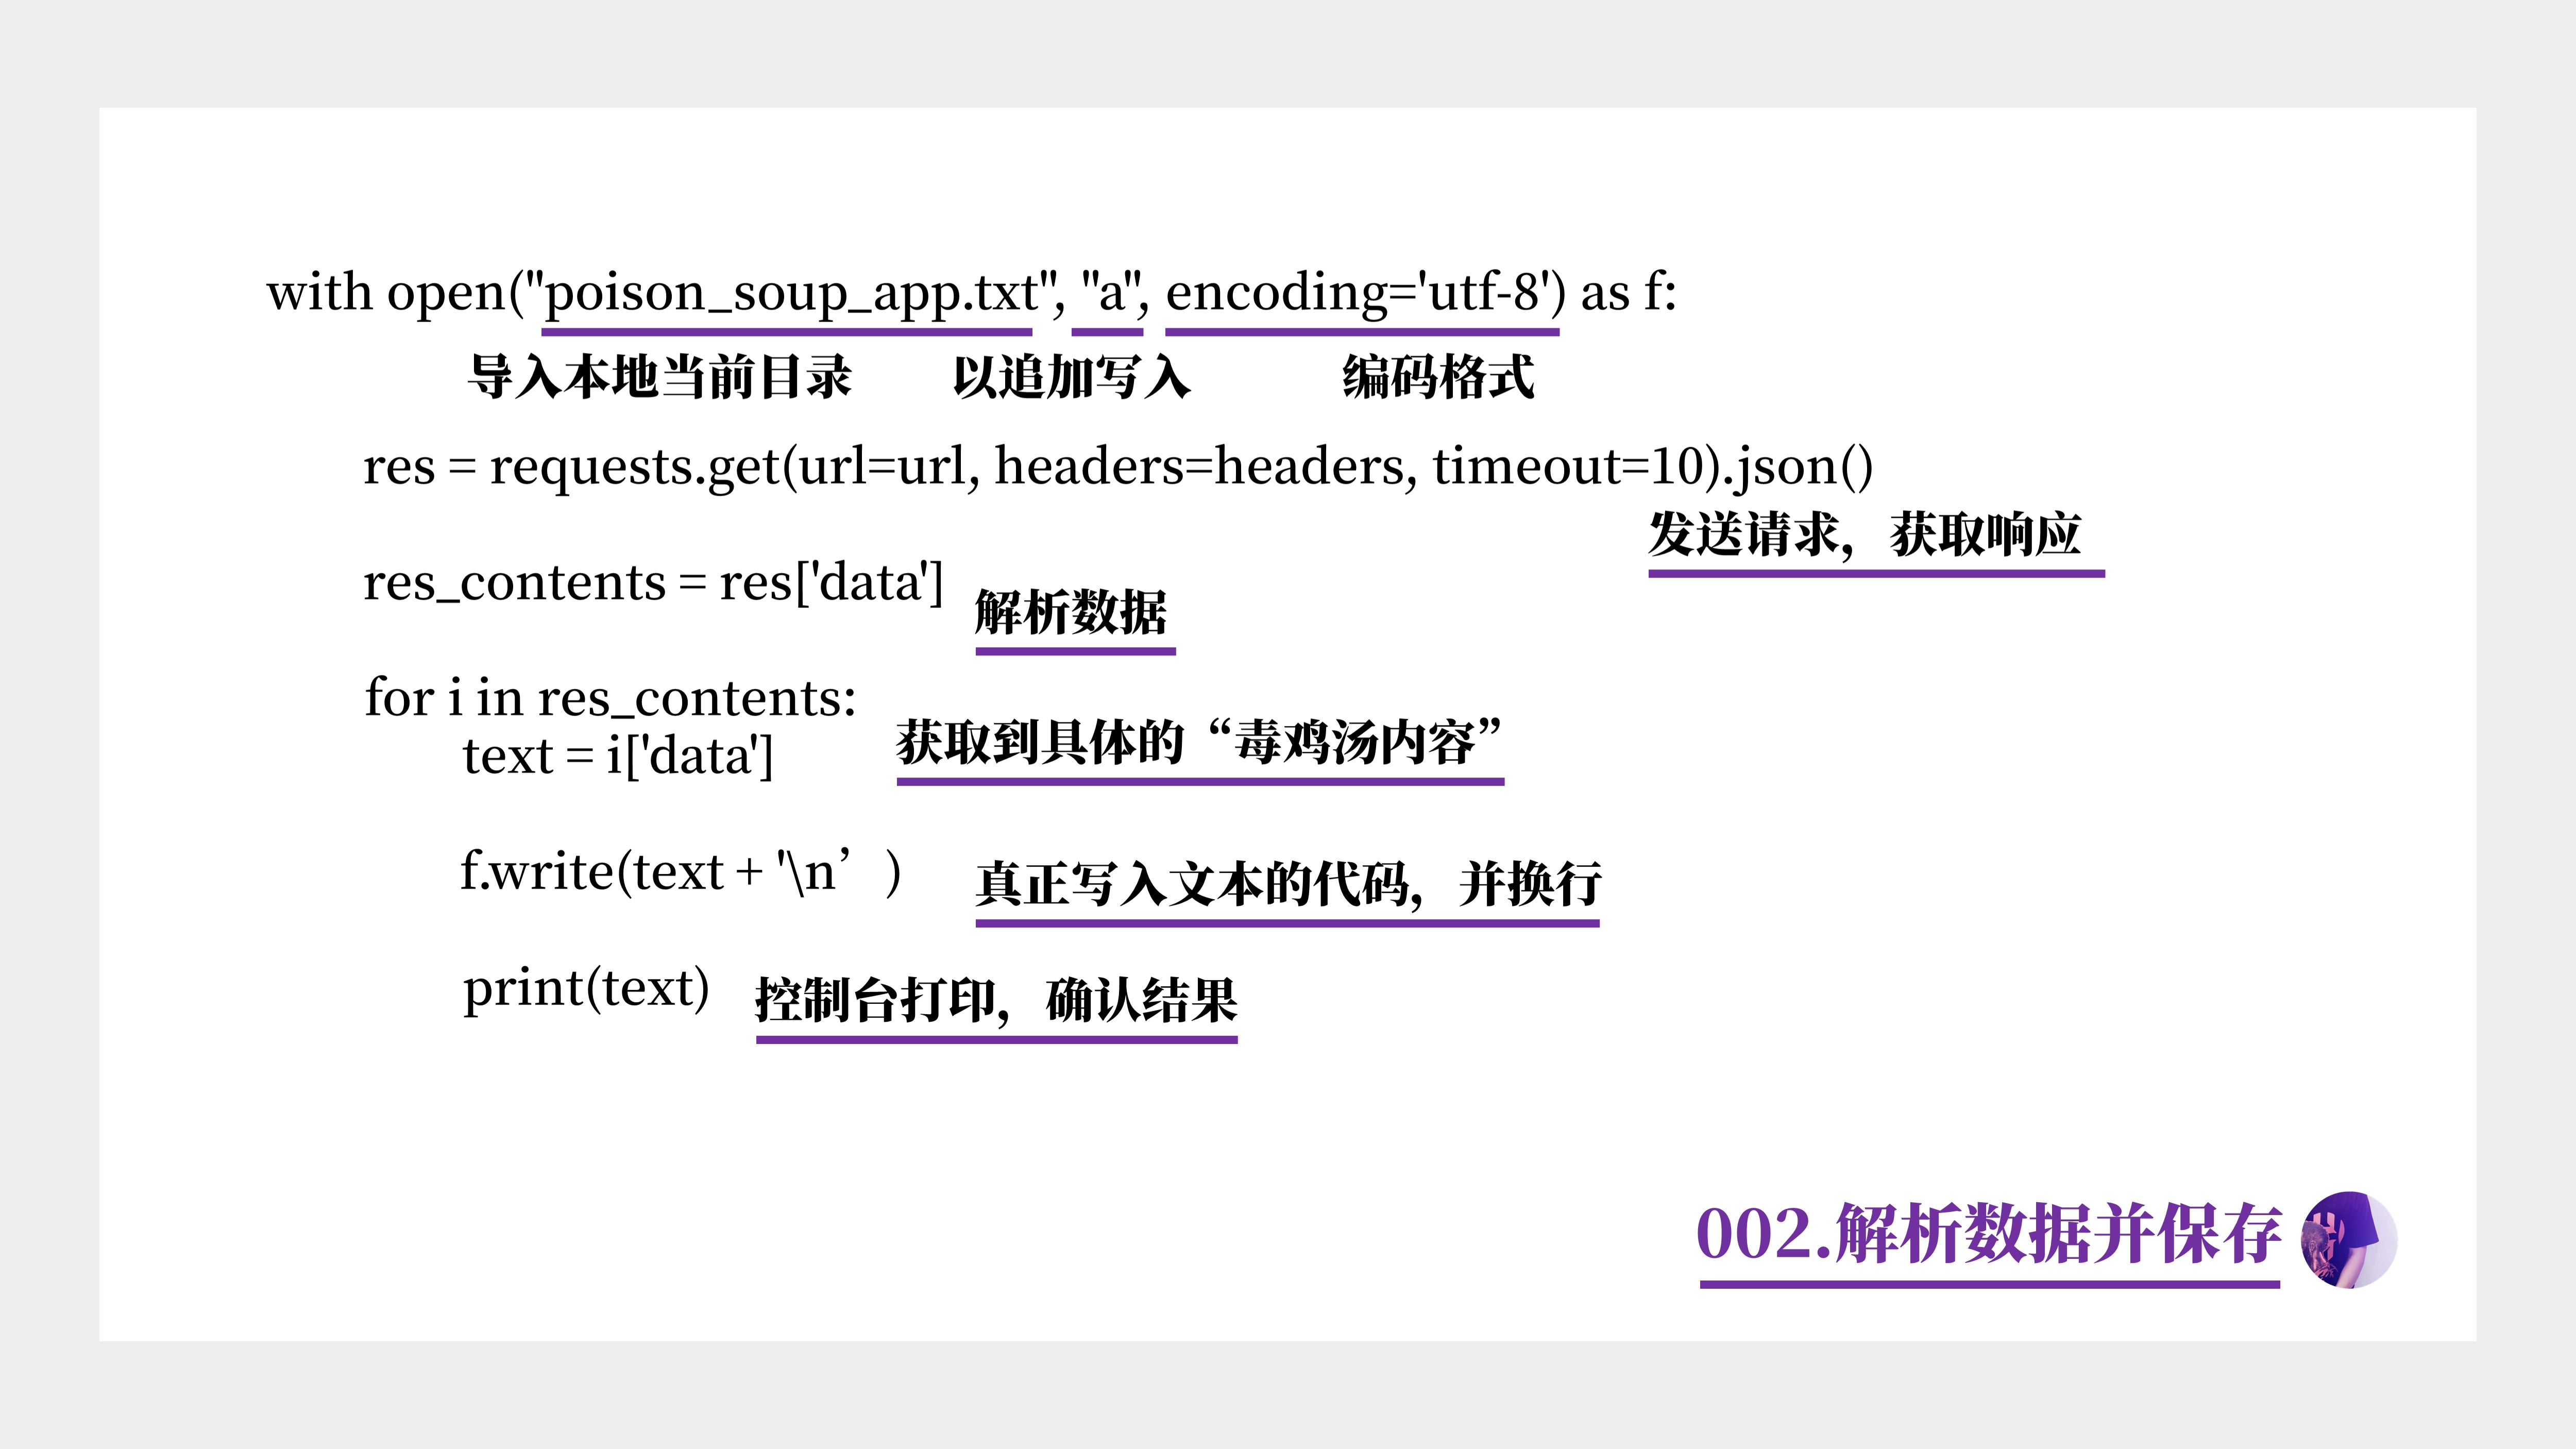 with open("poison_soup_app.txt", "a", encoding='utf-8') as f:
导入本地当前目录 以追加写入 编码格式
res = requests.get(url=url, headers=headers, timeout=10).json()
发送请求，获取响应
res_contents = res['data']
解析数据
for i in res_contents:
获取到具体的“毒鸡汤内容”
text = i['data']
f.write(text + '\n’)
真正写入文本的代码，并换行
print(text)
控制台打印，确认结果
002.解析数据并保存